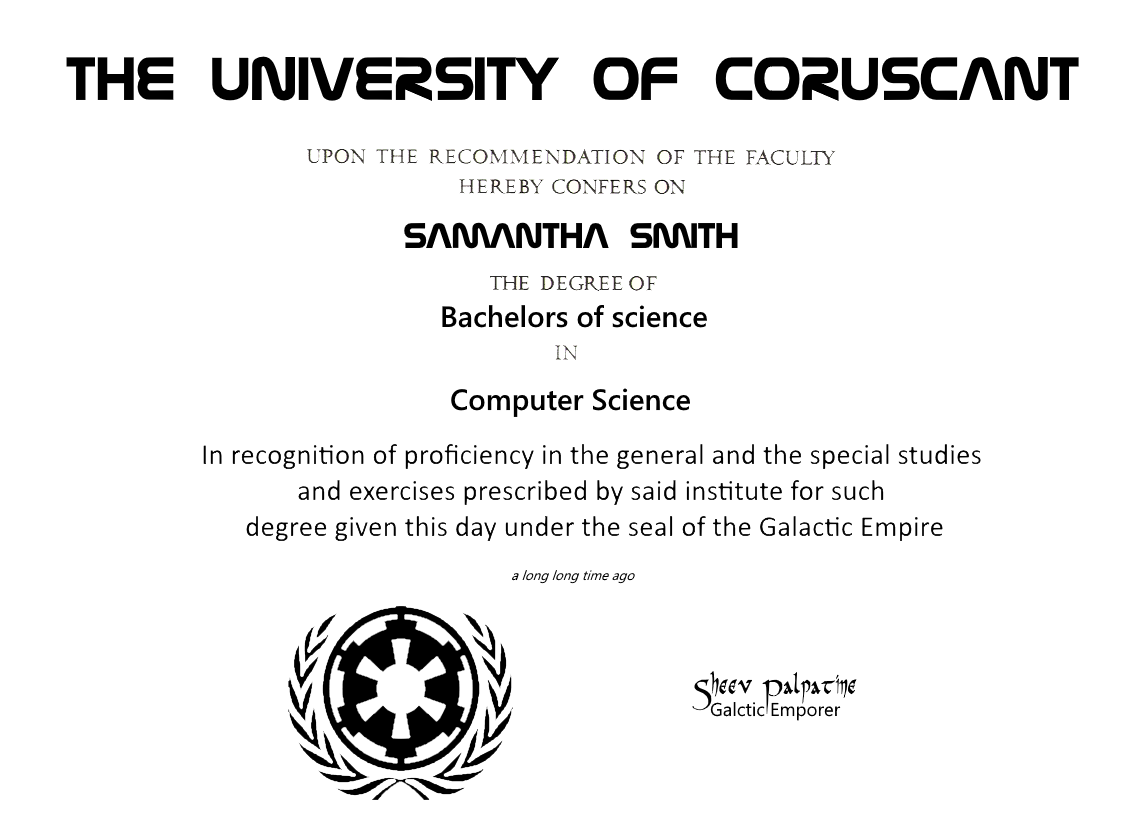 THE UNIVERSITY OF CORUSCANT
UPON THE RECOMMENDATION OF THE FACULTY
HEREBY CONFERS ON
SAMANTHA SMITH
THE DEGREE OF
Bachelors of science
IN
Computer Science
In recognition of proficiency in the general and the special studies
and exercises prescribed by said institute for such
degree given this day under the seal of the Galactic Empire
a long long time ago
Sheev Palpatine
Galctic Emporer